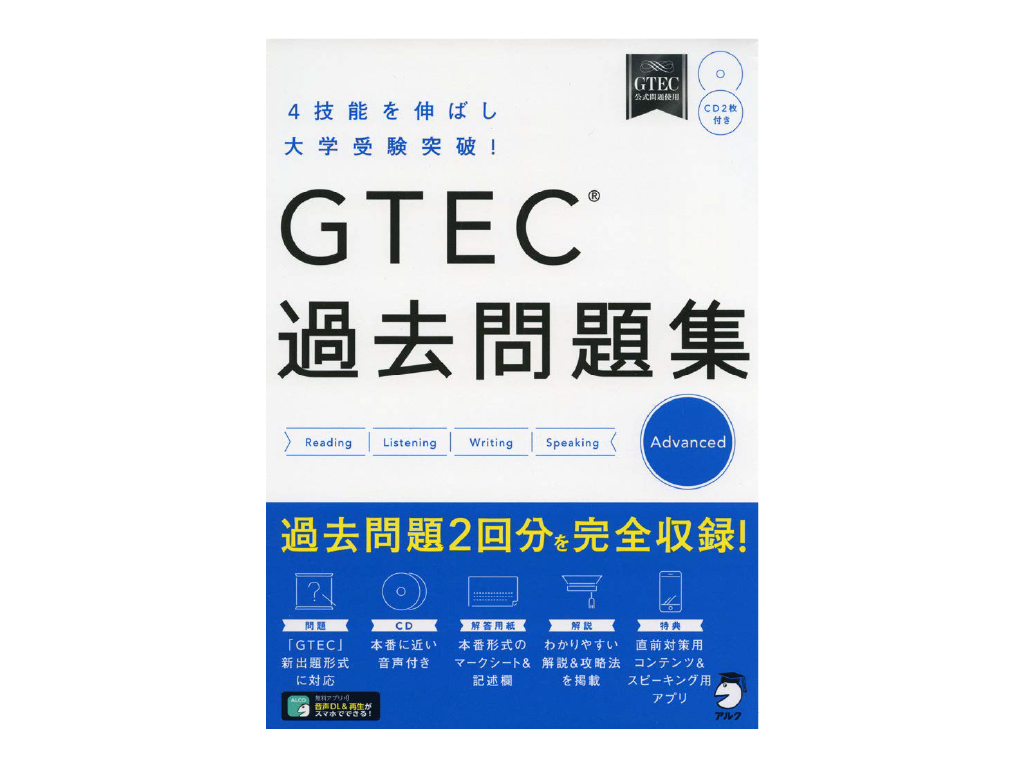 4技能を伸ばし
大学受験突破!
GTEC
公式問題使用
CD2枚
付き
GTEC®
過去問題集
Reading
Listening
Writing
Speaking
Advanced
過去問題2回分を完全収録!
問題
「GTEC」
新出題形式
に対応
CD
本番に近い
音声付き
解答用紙
本番形式の
マークシート&
記述欄
解説
わかりやすい
解説&攻略法
を掲載
特典
直前対策用
コンテンツ&
スピーキング用
アプリ
ALCO
無料アプリ
音声DL&再生が
スマホでできる!
アルク